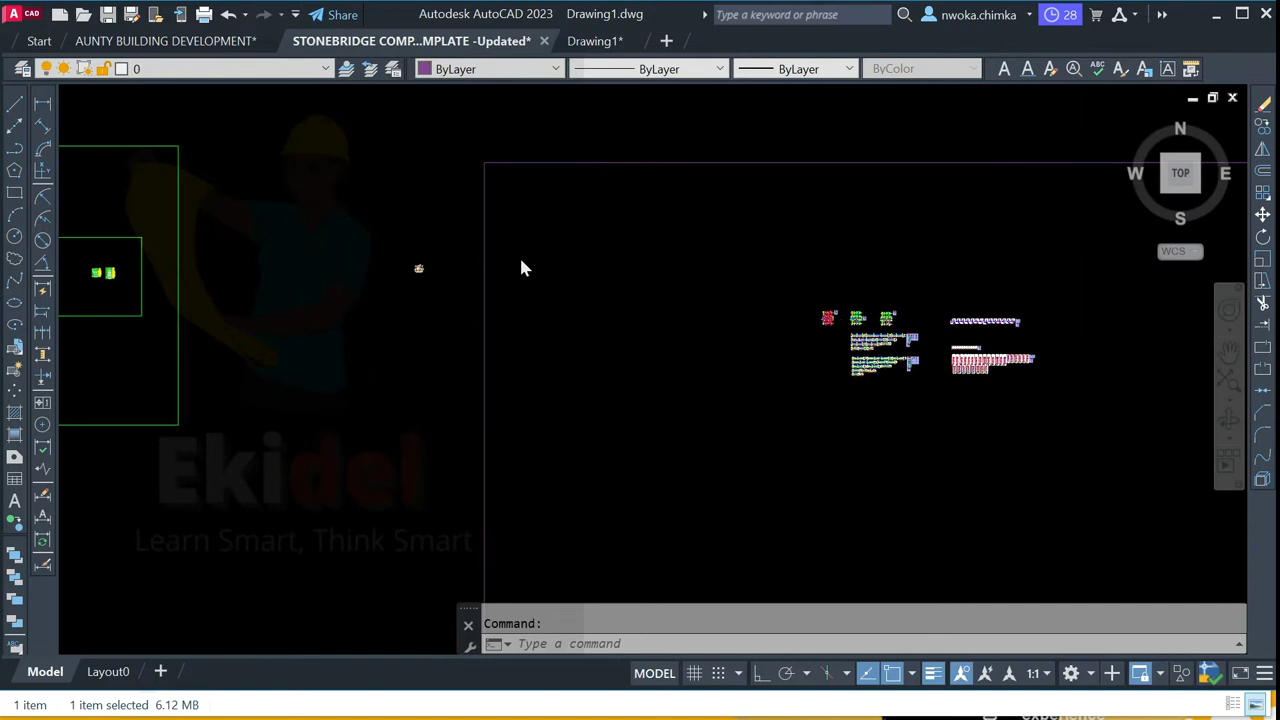 CAD
Share
Autodesk AutoCAD 2023 Drawing1.dwg
Type a keyword or phrase
nwoka.chimka
28
Start
AUNTY BUILDING DEVELOPMENT*
STONEBRIDGE COMP...MPLATE -Updated*
Drawing1*
0
ByLayer
ByLayer
ByLayer
ByColor
N
W
TOP
E
S
WCS
Ekidel
Learn Smart, Think Smart
Command:
Type a command
Model
Layout0
MODEL
1:1
1 item
1 item selected 6.12 MB